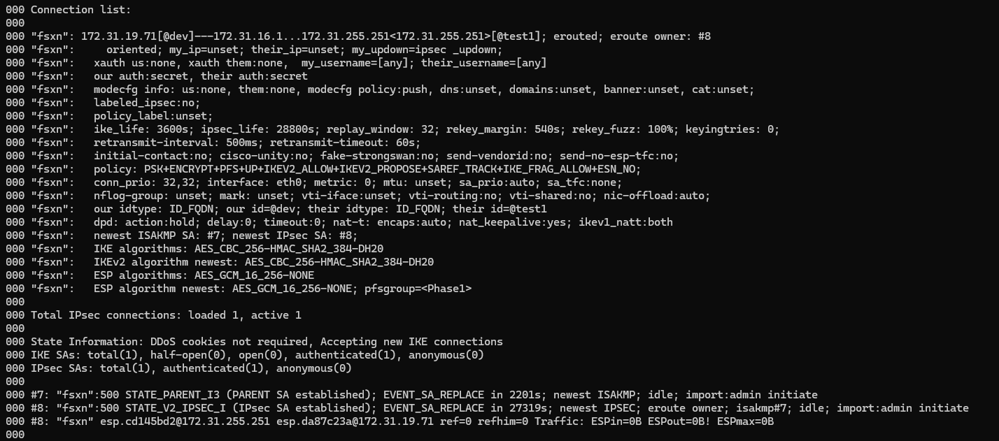 000 Connection list:
000
000 "fsxn": 172.31.19.71[@dev]---172.31.16.1...172.31.255.251<172.31.255.251>[@test1]; erouted; eroute owner: #8
000 "fsxn":     oriented; my_ip=unset; their_ip=unset; my_updown=ipsec _updown;
000 "fsxn":   xauth us:none, xauth them:none,  my_username=[any]; their_username=[any]
000 "fsxn":   our auth:secret, their auth:secret
000 "fsxn":   modecfg info: us:none, them:none, modecfg policy:push, dns:unset, domains:unset, banner:unset, cat:unset;
000 "fsxn":   labeled_ipsec:no;
000 "fsxn":   policy_label:unset;
000 "fsxn":   ike_life: 3600s; ipsec_life: 28800s; replay_window: 32; rekey_margin: 540s; rekey_fuzz: 100%; keyingtries: 0;
000 "fsxn":   retransmit-interval: 500ms; retransmit-timeout: 60s;
000 "fsxn":   initial-contact:no; cisco-unity:no; fake-strongswan:no; send-vendorid:no; send-no-esp-tfc:no;
000 "fsxn":   policy: PSK+ENCRYPT+PFS+UP+IKEV2_ALLOW+IKEV2_PROPOSE+SAREF_TRACK+IKE_FRAG_ALLOW+ESN_NO;
000 "fsxn":   conn_prio: 32,32; interface: eth0; metric: 0; mtu: unset; sa_prio:auto; sa_tfc:none;
000 "fsxn":   nflog-group: unset; mark: unset; vti-iface:unset; vti-routing:no; vti-shared:no; nic-offload:auto;
000 "fsxn":   our idtype: ID_FQDN; our id=@dev; their idtype: ID_FQDN; their id=@test1
000 "fsxn":   dpd: action:hold; delay:0; timeout:0; nat-t: encaps:auto; nat_keepalive:yes; ikev1_natt:both
000 "fsxn":   newest ISAKMP SA: #7; newest IPsec SA: #8;
000 "fsxn":   IKE algorithms: AES_CBC_256-HMAC_SHA2_384-DH20
000 "fsxn":   IKEv2 algorithm newest: AES_CBC_256-HMAC_SHA2_384-DH20
000 "fsxn":   ESP algorithms: AES_GCM_16_256-NONE
000 "fsxn":   ESP algorithm newest: AES_GCM_16_256-NONE; pfsgroup=<Phase1>
000
000 Total IPsec connections: loaded 1, active 1
000
000 State Information: DDoS cookies not required, Accepting new IKE connections
000 IKE SAs: total(1), half-open(0), open(0), authenticated(1), anonymous(0)
000 IPsec SAs: total(1), authenticated(1), anonymous(0)
000
000 #7: "fsxn":500 STATE_PARENT_I3 (PARENT SA established); EVENT_SA_REPLACE in 2201s; newest ISAKMP; idle; import:admin initiate
000 #8: "fsxn":500 STATE_V2_IPSEC_I (IPsec SA established); EVENT_SA_REPLACE in 27319s; newest IPSEC; eroute owner; isakmp#7; idle; import:admin initiate
000 #8: "fsxn" esp.cd145bd2@172.31.255.251 esp.da87c23a@172.31.19.71 ref=0 refhim=0 Traffic: ESPin=0B ESPout=0B! ESPmax=0B
000